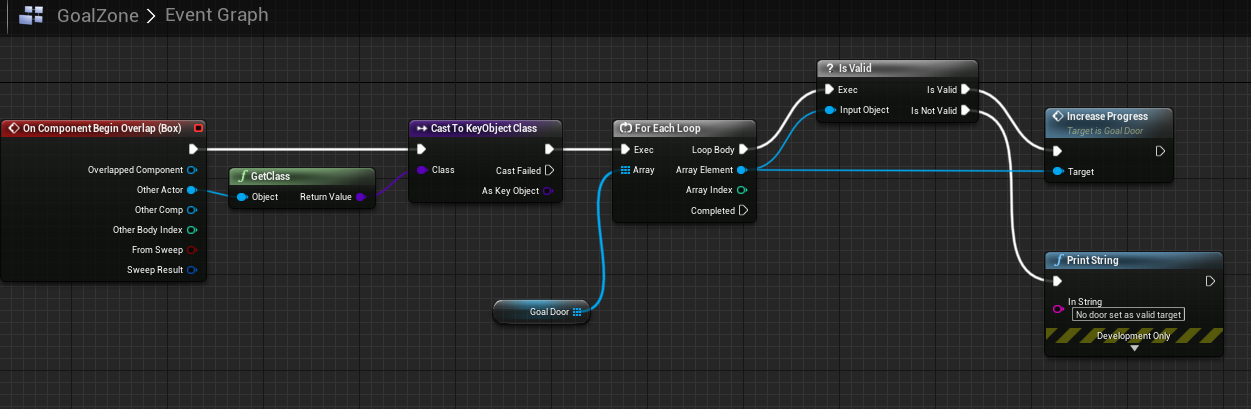 GoalZone > Event Graph
On Component Begin Overlap (Box)
Overlapped Component
Other Actor
Other Comp
Other Body Index
From Sweep
Sweep Result
GetClass
Object Return Value
Cast To KeyObject Class
Class Cast Failed
As Key Object
For Each Loop
Exec Loop Body
Array Array Element
Array Index
Completed
Goal Door
? Is Valid
Exec Is Valid
Input Object Is Not Valid
Increase Progress
Target is Goal Door
Target
Print String
In String
No door set as valid target
Development Only